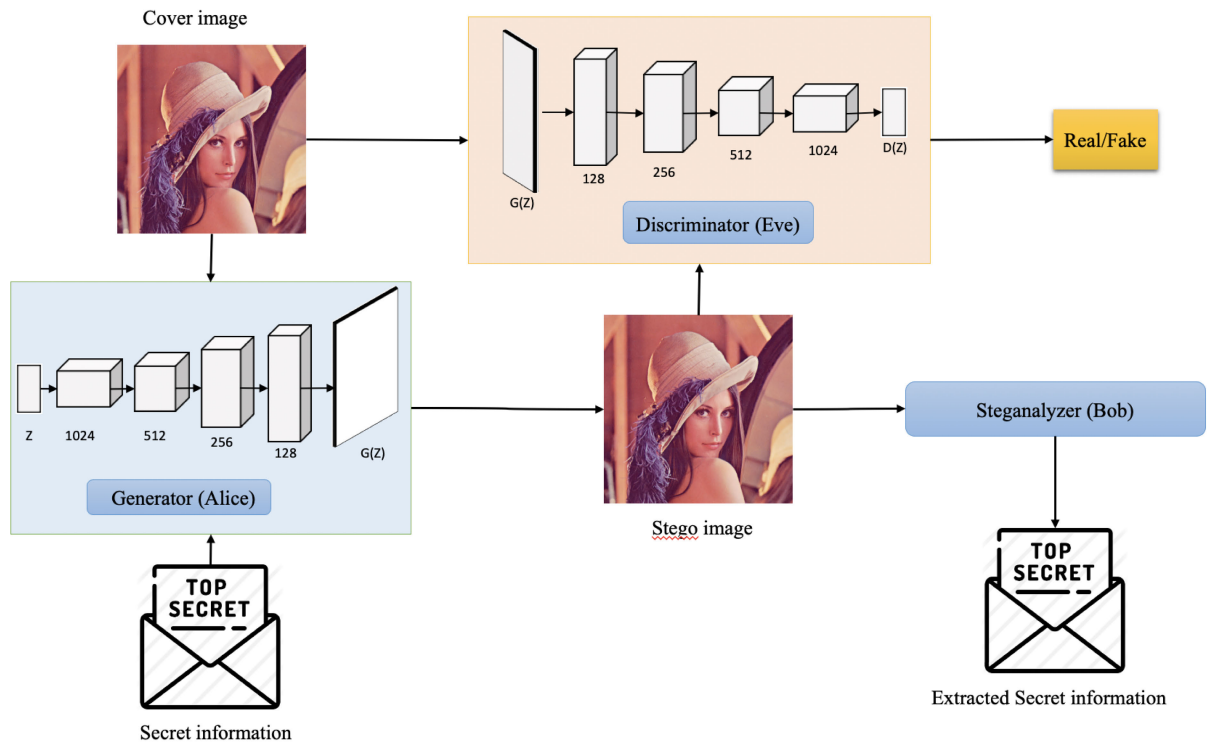 Cover image
G(Z)
128
256
512
1024
D(Z)
Discriminator (Eve)
Real/Fake
Z
1024
512
256
128
G(Z)
Generator (Alice)
Stego image
Steganalyzer (Bob)
TOP
SECRET
Secret information
TOP
SECRET
Extracted Secret information